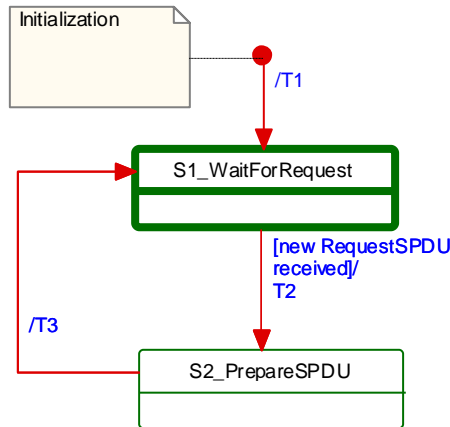 Initialization
/T1
S1_WaitForRequest
[new RequestSPDU
received]/
T2
/T3
S2_PrepareSPDU